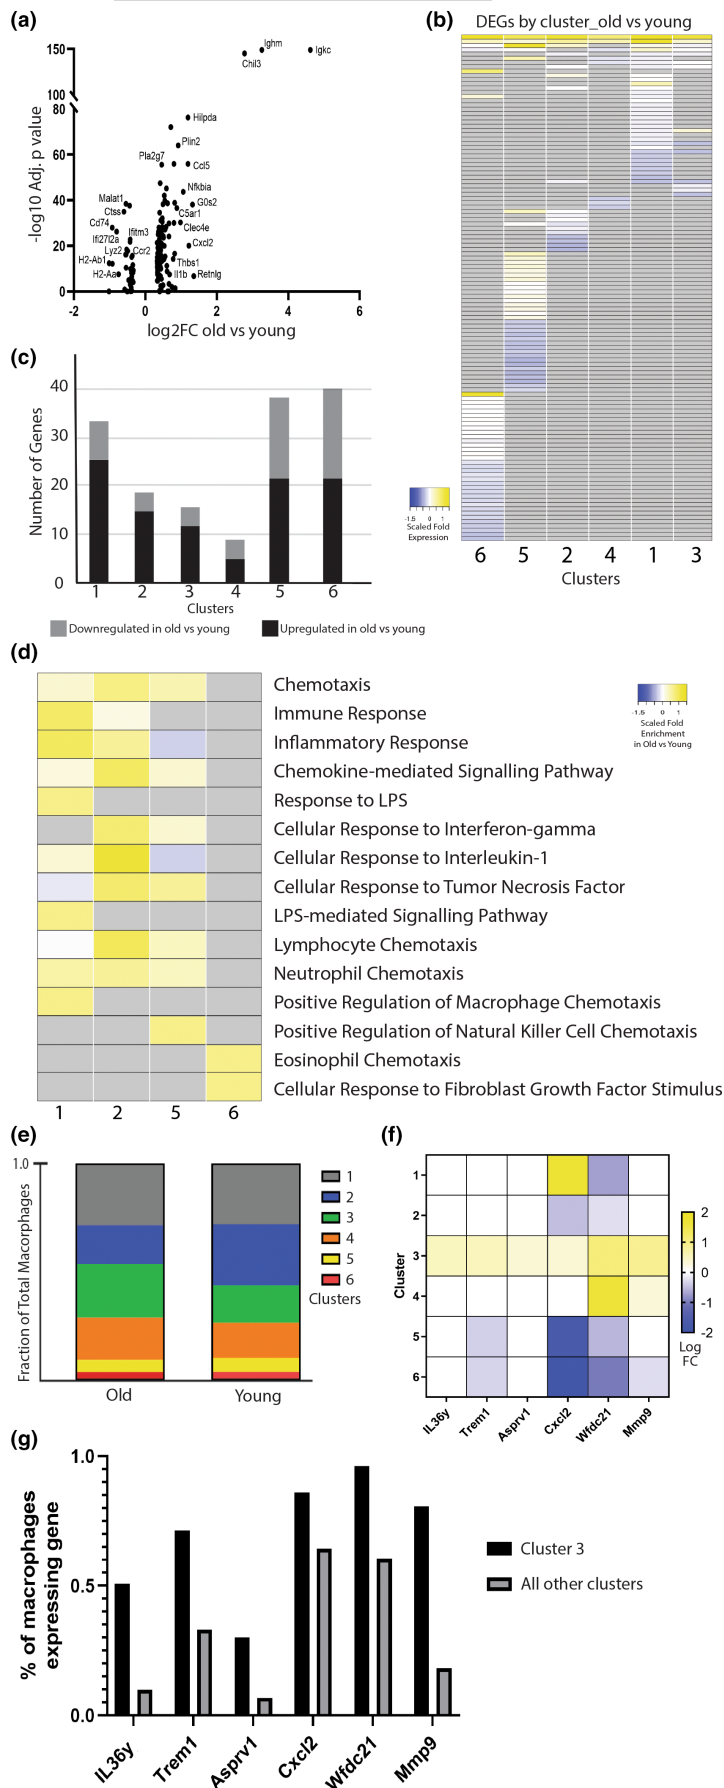 (a)
150
100
80
60
40
20
0
-log10 Adj. p value
Ighm
Igkc
Chil3
Hilpda
Plin2
Pla2g7
Ccl5
Nfkbia
Malat1
G0s2
Ctss
C5ar1
Cd74
Clec4e
Ifi27l2a
Ifitm3
Cxcl2
Lyz2
Ccr2
H2-Ab1
Thbs1
H2-Aa
Il1b
Retnlg
-2
0
2
4
6
log2FC old vs young
(b)
DEGs by cluster_old vs young
-1.5 0 1
Scaled Fold
Expression
6 5 2 4 1 3
Clusters
(c)
40
30
20
10
0
Number of Genes
1 2 3 4 5 6
Clusters
Downregulated in old vs young
Upregulated in old vs young
(d)
Chemotaxis
Immune Response
Inflammatory Response
Chemokine-mediated Signalling Pathway
Response to LPS
Cellular Response to Interferon-gamma
Cellular Response to Interleukin-1
Cellular Response to Tumor Necrosis Factor
LPS-mediated Signalling Pathway
Lymphocyte Chemotaxis
Neutrophil Chemotaxis
Positive Regulation of Macrophage Chemotaxis
Positive Regulation of Natural Killer Cell Chemotaxis
Eosinophil Chemotaxis
Cellular Response to Fibroblast Growth Factor Stimulus
1 2 5 6
-1.5 0 1
Scaled Fold
Enrichment
in Old vs Young
(e)
1.0
Fraction of Total Macorphages
Old
Young
1
2
3
4
5
6
Clusters
(f)
Cluster
1
2
3
4
5
6
IL36y
Trem1
Asprv1
Cxcl2
Wfdc21
Mmp9
2
1
0
-1
-2
Log
FC
(g)
1.0
0.5
0.0
% of macrophages
expressing gene
IL36y
Trem1
Asprv1
Cxcl2
Wfdc21
Mmp9
Cluster 3
All other clusters